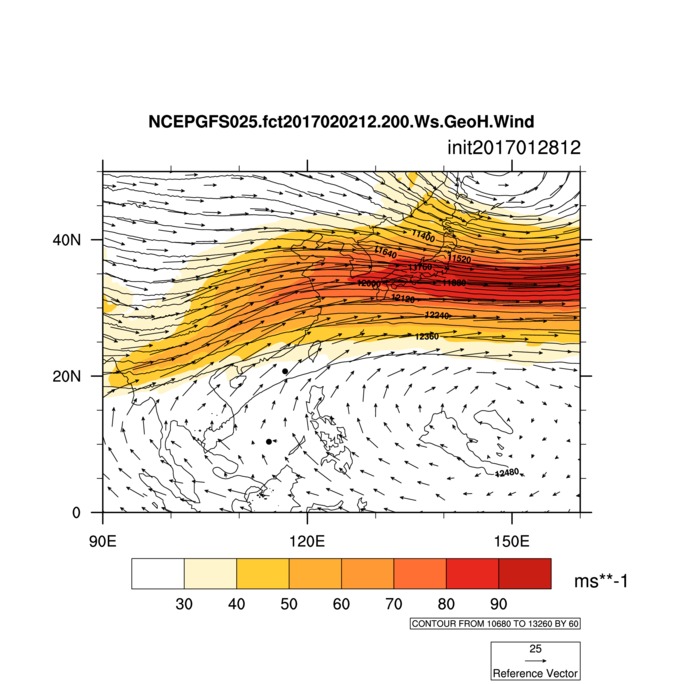 NCEPGFS025.fct2017020212.200.Ws.GeoH.Wind
init2017012812
40N
20N
0
11400
11640
11520
11760
12000
11880
12120
12240
12360
12480
90E 120E 150E
30 40 50 60 70 80 90
ms**-1
CONTOUR FROM 10680 TO 13260 BY 60
25
Reference Vector